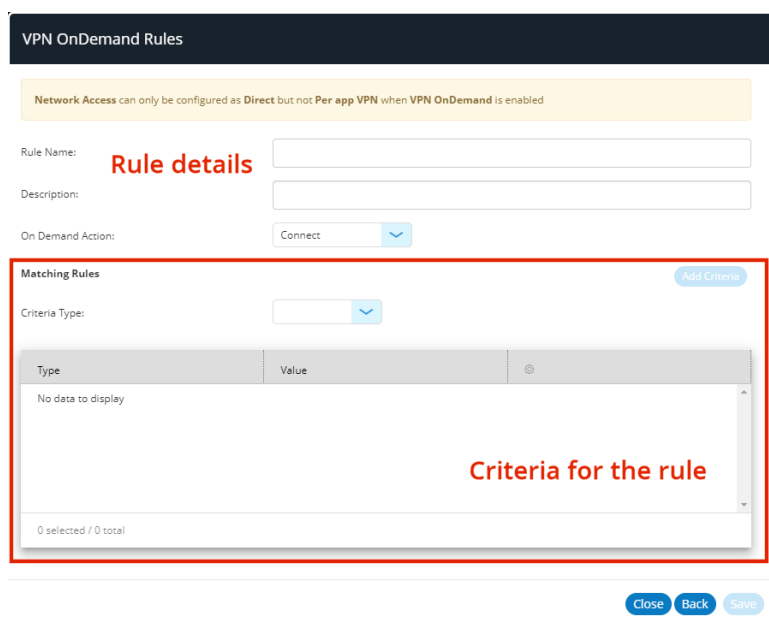 VPN OnDemand Rules
Network Access can only be configured as Direct but not Per app VPN when VPN OnDemand is enabled
Rule Name:
Rule details
Description:
On Demand Action:
Connect
Matching Rules
Add Criteria
Criteria Type:
Type
Value
No data to display
Criteria for the rule
0 selected / 0 total
Close
Back
Save